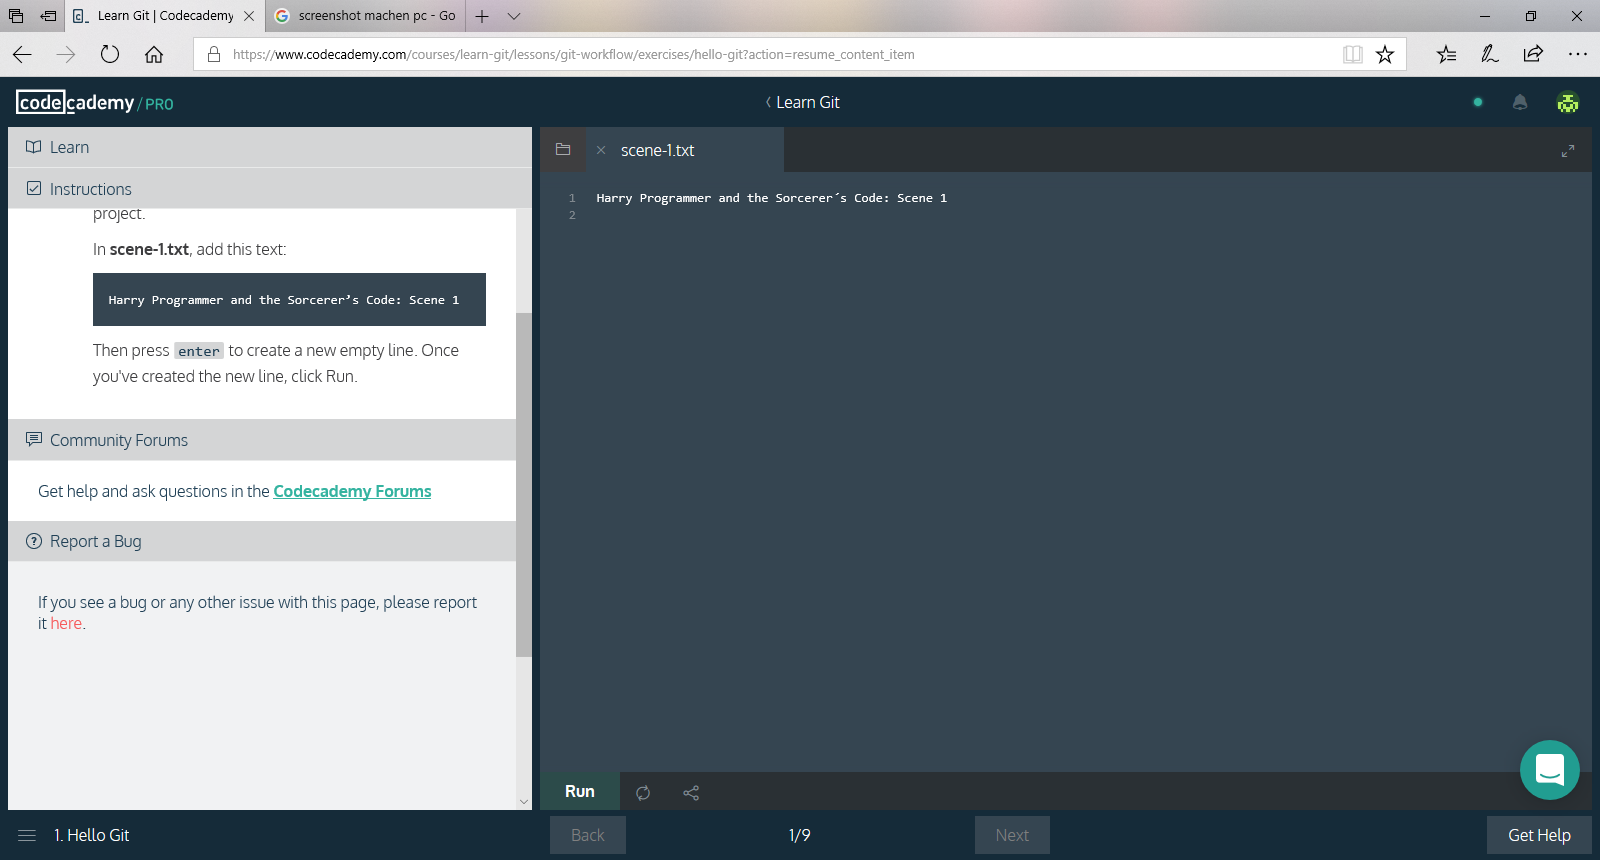 Learn Git | Codecademy
screenshot machen pc - Go
https://www.codecademy.com/courses/learn-git/lessons/git-workflow/exercises/hello-git?action=resume_content_item
codecademy/PRO
Learn Git
Learn
Instructions
project.
In scene-1.txt, add this text:
Harry Programmer and the Sorcerer’s Code: Scene 1
Then press enter to create a new empty line. Once
you've created the new line, click Run.
Community Forums
Get help and ask questions in the Codecademy Forums
Report a Bug
If you see a bug or any other issue with this page, please report
it here.
scene-1.txt
1 Harry Programmer and the Sorcerer´s Code: Scene 1
2
Run
1. Hello Git
Back
1/9
Next
Get Help